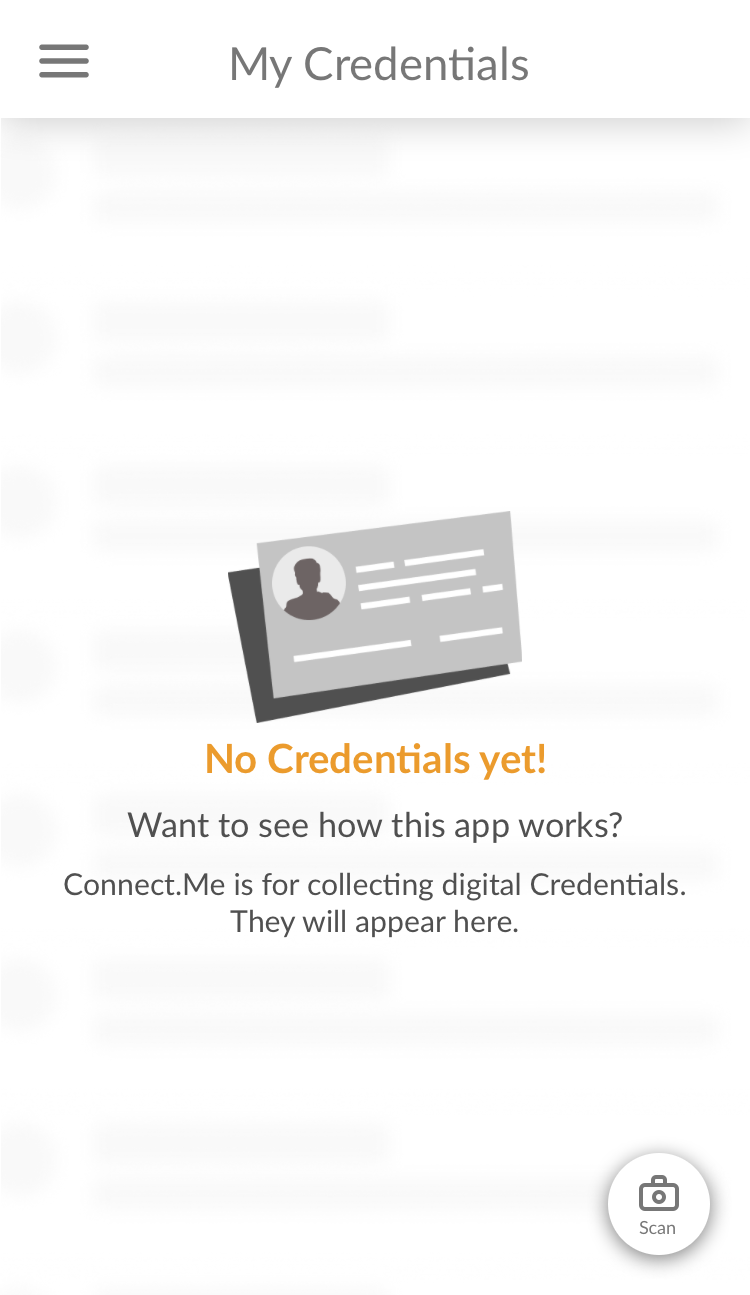 My Credentials
No Credentials yet!
Want to see how this app works?
Connect.Me is for collecting digital Credentials.
They will appear here.
Scan